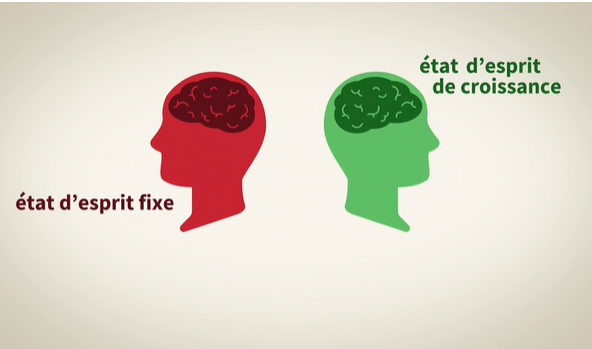 état d'esprit
de croissance
état d'esprit fixe